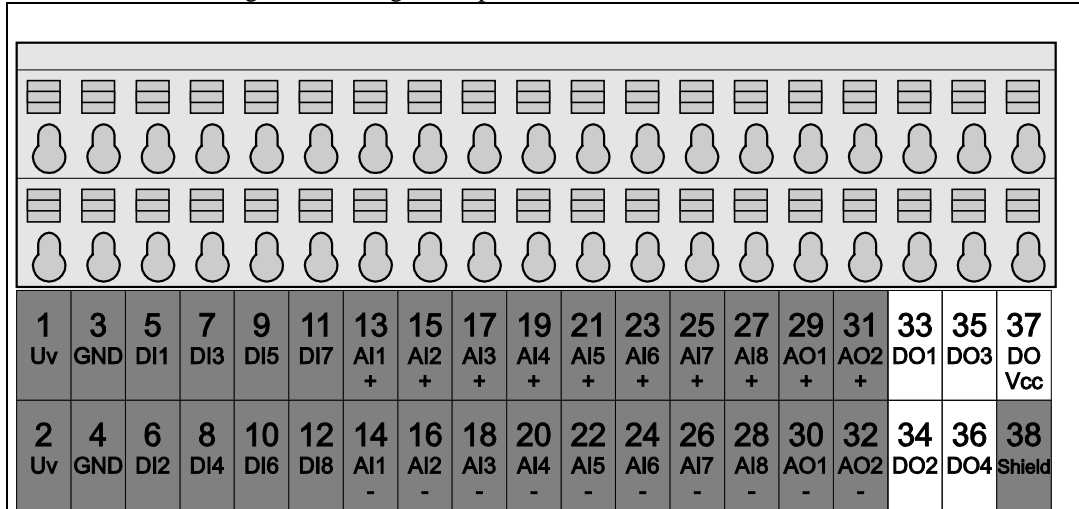 1 3 5 7 9 11 13 15 17 19 21 23 25 27 29 31 33 35 37
Uv GND DI1 DI3 DI5 DI7 AI1 AI2 AI3 AI4 AI5 AI6 AI7 AI8 AO1 AO2 DO1 DO3 DO
+ + + + + + + + + + Vcc
2 4 6 8 10 12 14 16 18 20 22 24 26 28 30 32 34 36 38
Uv GND DI2 DI4 DI6 DI8 AI1 AI2 AI3 AI4 AI5 AI6 AI7 AI8 AO1 AO2 DO2 DO4 Shield
- - - - - - - - - -